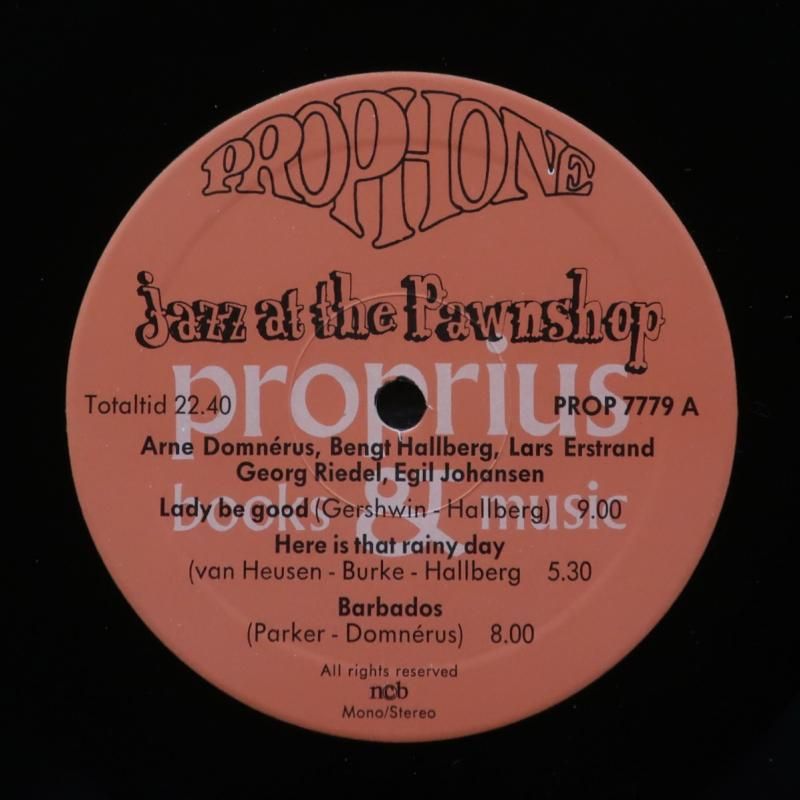 PROPHONE
jazz at the Pawnshop
proprius
Totaltid 22.40
PROP 7779 A
Arne Domnérus, Bengt Hallberg, Lars Erstrand
Georg Riedel, Egil Johansen
Lady be good (Gershwin - Hallberg) 9.00
books & music
Here is that rainy day
(van Heusen - Burke - Hallberg 5.30
Barbados
(Parker - Domnérus) 8.00
All rights reserved
ncb
Mono/Stereo